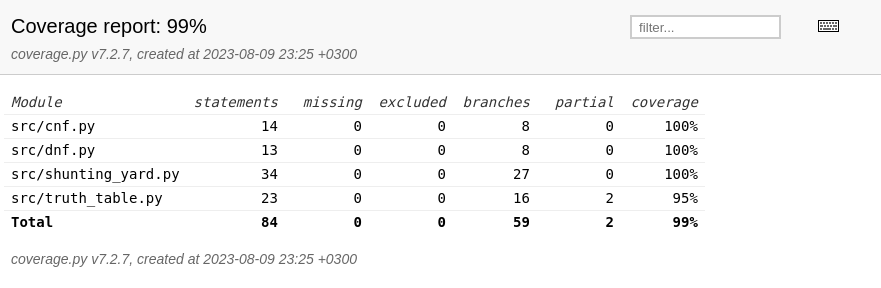 Coverage report: 99%
filter...
coverage.py v7.2.7, created at 2023-08-09 23:25 +0300
Module statements missing excluded branches partial coverage
src/cnf.py 14 0 0 8 0 100%
src/dnf.py 13 0 0 8 0 100%
src/shunting_yard.py 34 0 0 27 0 100%
src/truth_table.py 23 0 0 16 2 95%
Total 84 0 0 59 2 99%
coverage.py v7.2.7, created at 2023-08-09 23:25 +0300